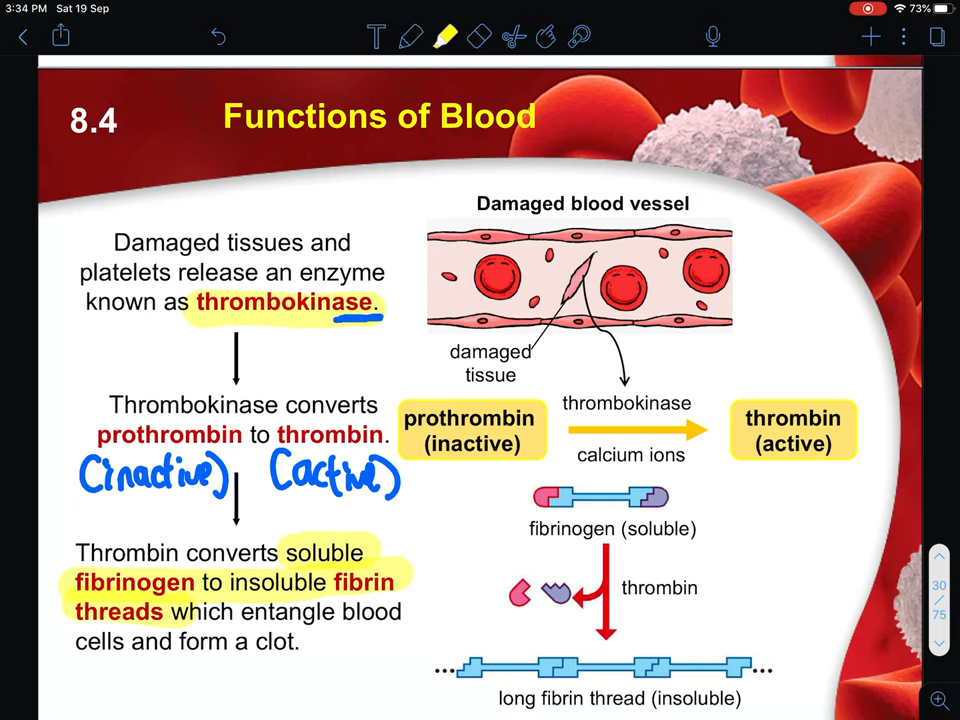 3:34 PM Sat 19 Sep
73%
T
8.4
Functions of Blood
Damaged tissues and
platelets release an enzyme
known as thrombokinase.
Thrombokinase converts
prothrombin to thrombin.
(inactive) (active)
Thrombin converts soluble
fibrinogen to insoluble fibrin
threads which entangle blood
cells and form a clot.
Damaged blood vessel
damaged
tissue
prothrombin
(inactive)
thrombokinase
calcium ions
thrombin
(active)
fibrinogen (soluble)
thrombin
long fibrin thread (insoluble)
30
/
75